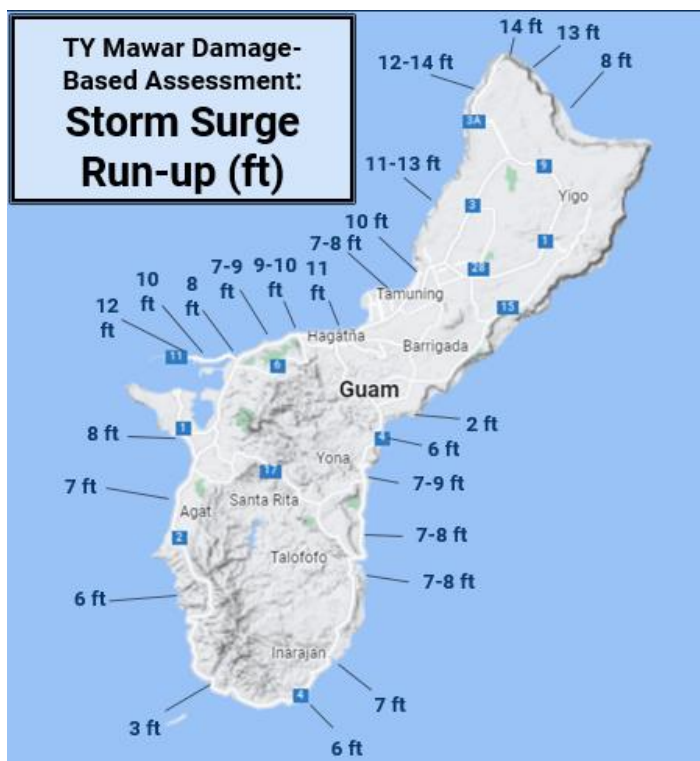 TY Mawar Damage-
Based Assessment:
Storm Surge
Run-up (ft)
14 ft
13 ft
12-14 ft
8 ft
3A
11-13 ft
9
Yigo
3
10 ft
7-8 ft
1
28
Tamuning
15
7-9
ft
9-10
ft
11
ft
8
ft
10
ft
12
ft
11
Hagåtña
Barrigada
6
Guam
2 ft
1
8 ft
4
6 ft
Yona
7-9 ft
17
7 ft
Santa Rita
Agat
2
7-8 ft
Talofofo
7-8 ft
6 ft
Inarajan
4
7 ft
3 ft
6 ft